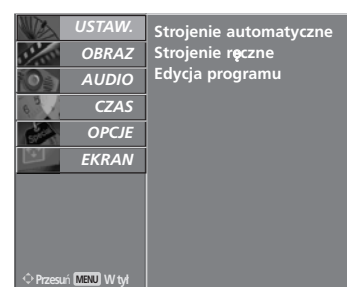 USTAW.
OBRAZ
AUDIO
CZAS
OPCJE
EKRAN
Strojenie automatyczne
Strojenie ręczne
Edycja programu
Przesuń MENU W tył